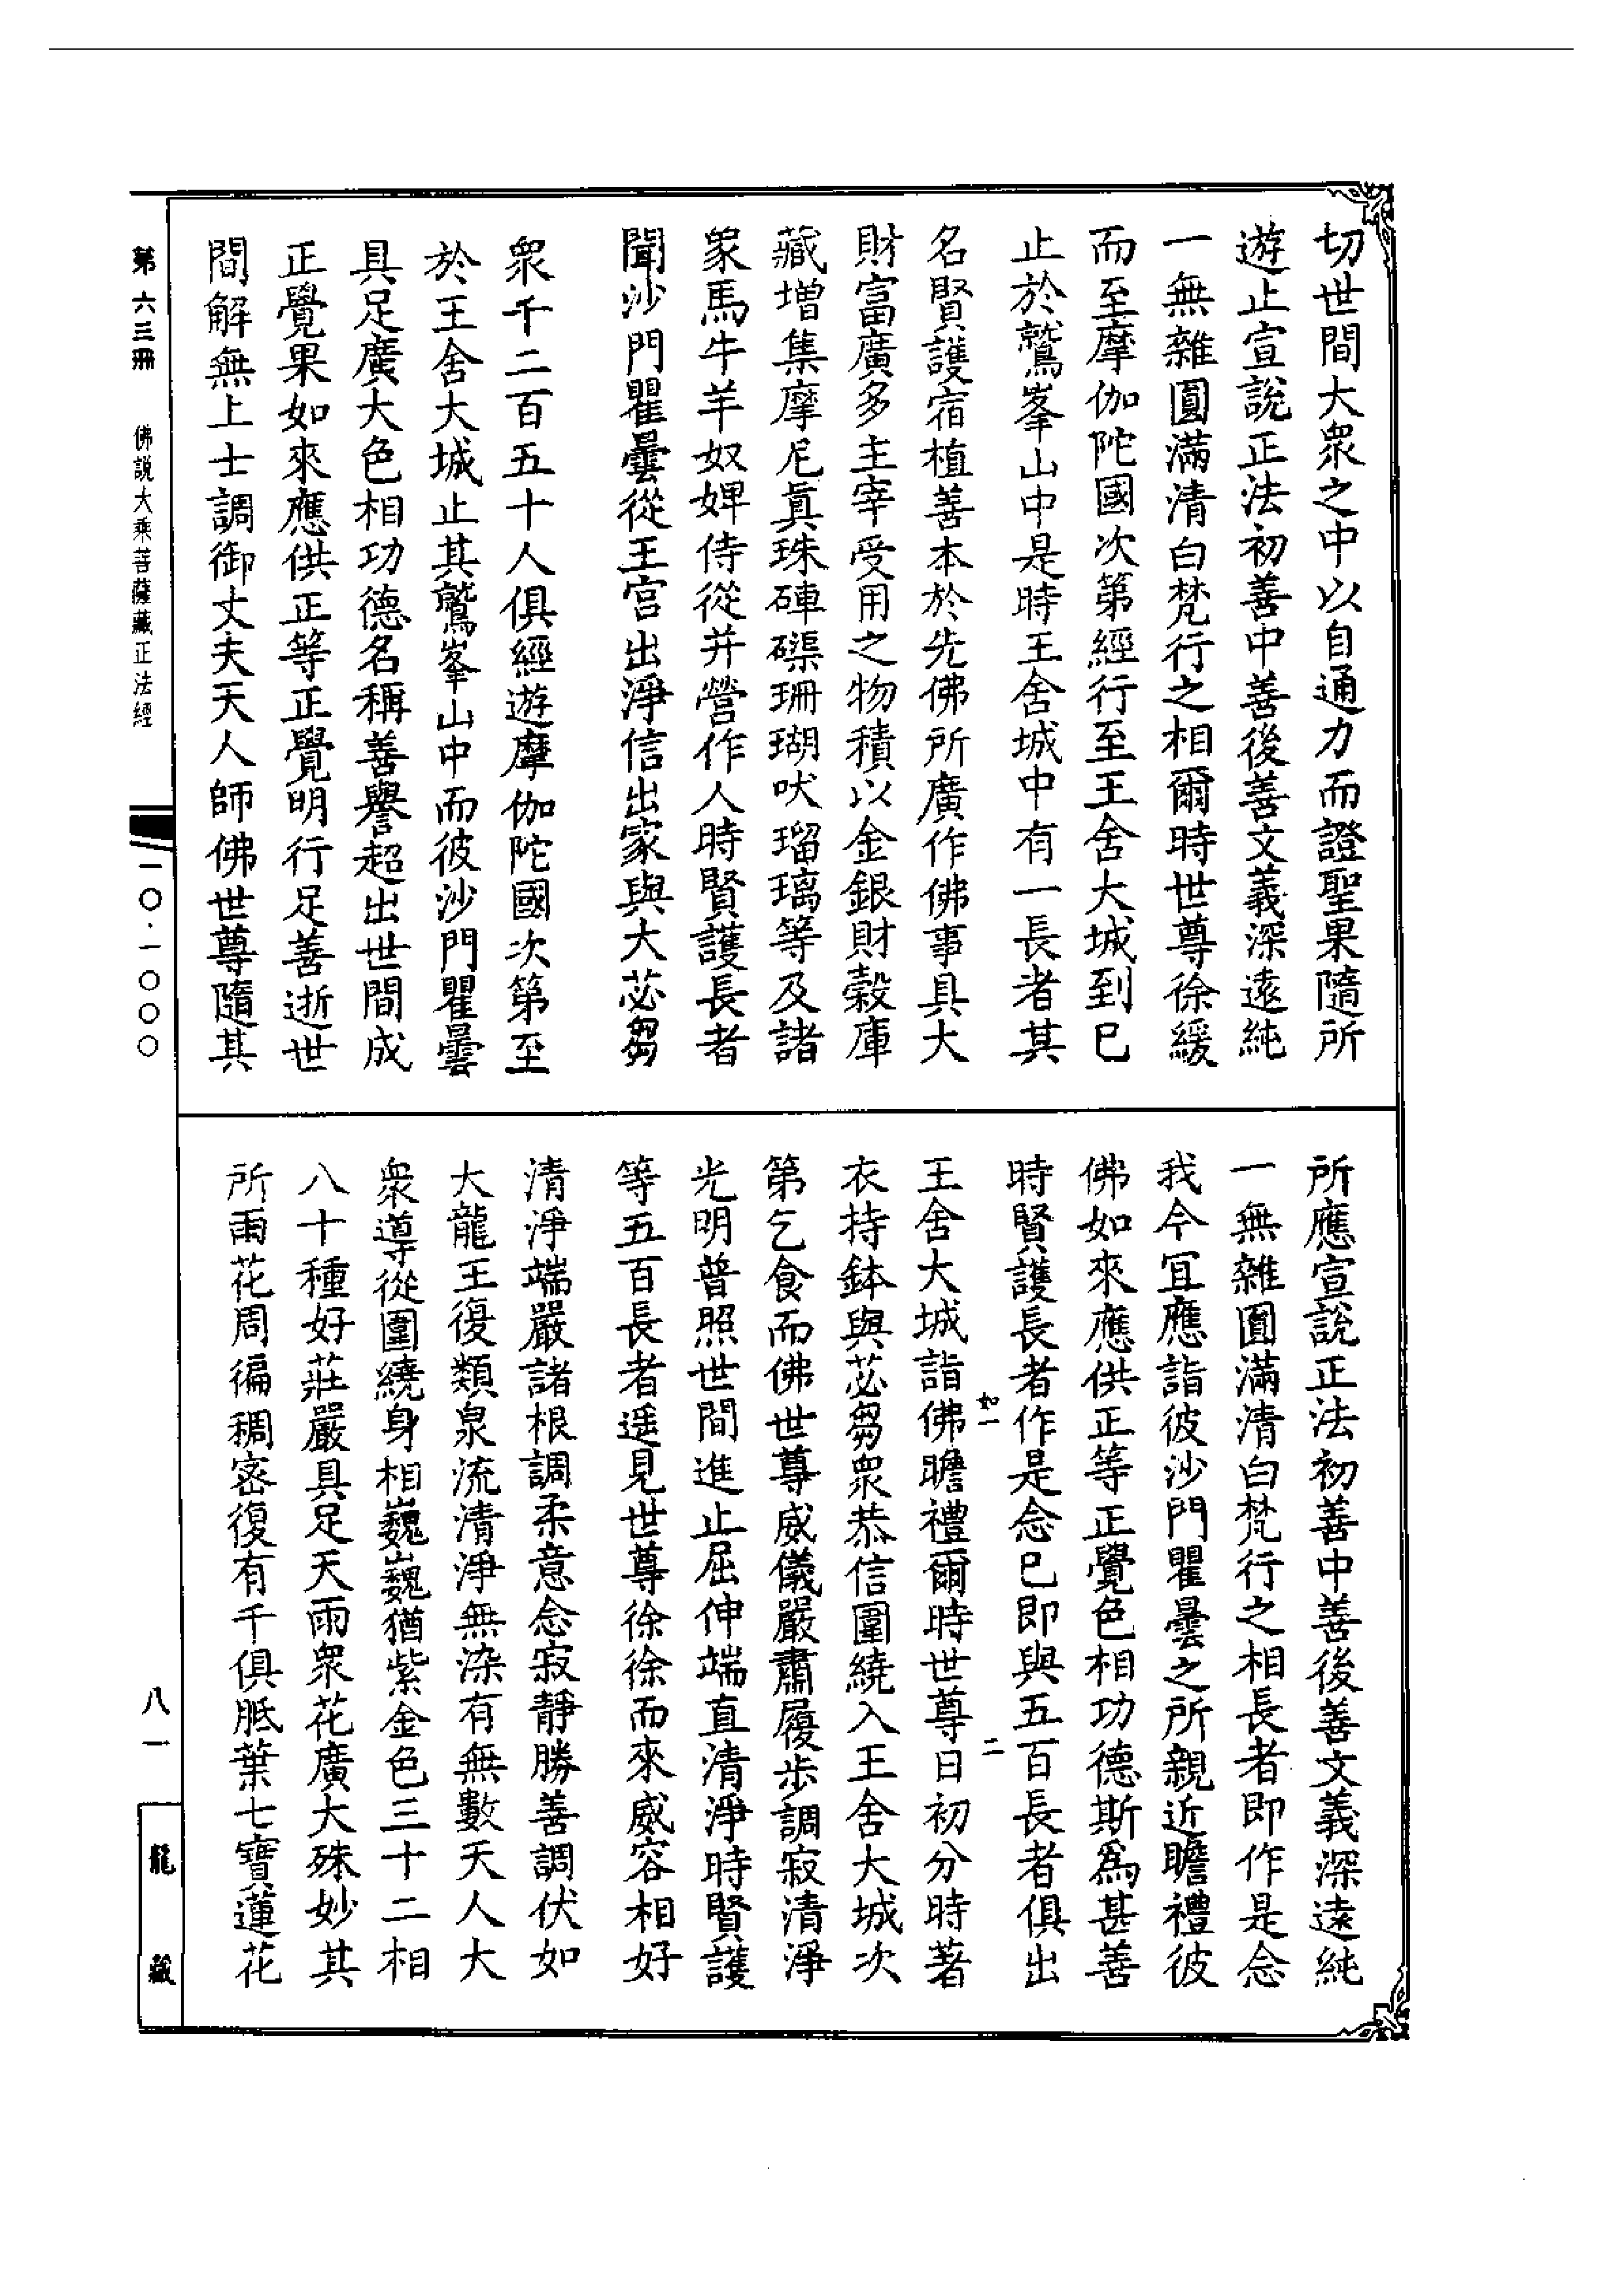 切世間大衆之中以自通力而證聖果隨所
遊止宣說正法初善中善後善文義深遠純
一無雜圓滿清白梵行之相爾時世尊徐緩
而至摩伽陀國次第經行至王舍大城到已
止於鷲峯山中是時王舍城中有一長者其
名賢護宿植善本於先佛所廣作佛事具大
財富廣多主宰受用之物積以金銀財穀庫
藏增集摩尼真珠硨磲珊瑚吠瑠璃等及諸
象馬牛羊奴婢侍從并營作人時賢護長者
聞沙門瞿曇從王宮出淨信出家與大苾芻
衆千二百五十人俱經遊摩伽陀國次第至
於王舍大城止其鷲峯山中而彼沙門瞿曇
具足廣大色相功德名稱善譽超出世間成
正覺果如來應供正等正覺明行足善逝世
間解無上士調御丈夫天人師佛世尊隨其
所應宣說正法初善中善後善文義深遠純
一無雜圓滿清白梵行之相長者即作是念
我今宜應詣彼沙門瞿曇之所親近瞻禮彼
佛如來應供正等正覺色相功德斯爲甚善
時賢護長者作是念已即與五百長者俱出
如一 二
王舍大城詣佛瞻禮爾時世尊日初分時著
衣持鉢與苾芻衆恭信圍繞入王舍大城次
第乞食而佛世尊威儀嚴肅履步調寂清淨
光明普照世間進止屈伸端直清淨時賢護
等五百長者遥見世尊徐徐而來威容相好
清淨端嚴諸根調柔意念寂靜勝善調伏如
大龍王復類泉流清淨無染有無數天人大
衆導從圍繞身相巍巍猶紫金色三十二相
八十種好莊嚴具足天雨衆花廣大殊妙其
所雨花周徧稠密復有千俱胝葉七寶蓮花
第六三冊 佛說大乘菩薩藏正法經 一〇·一〇〇〇
八一 龍藏